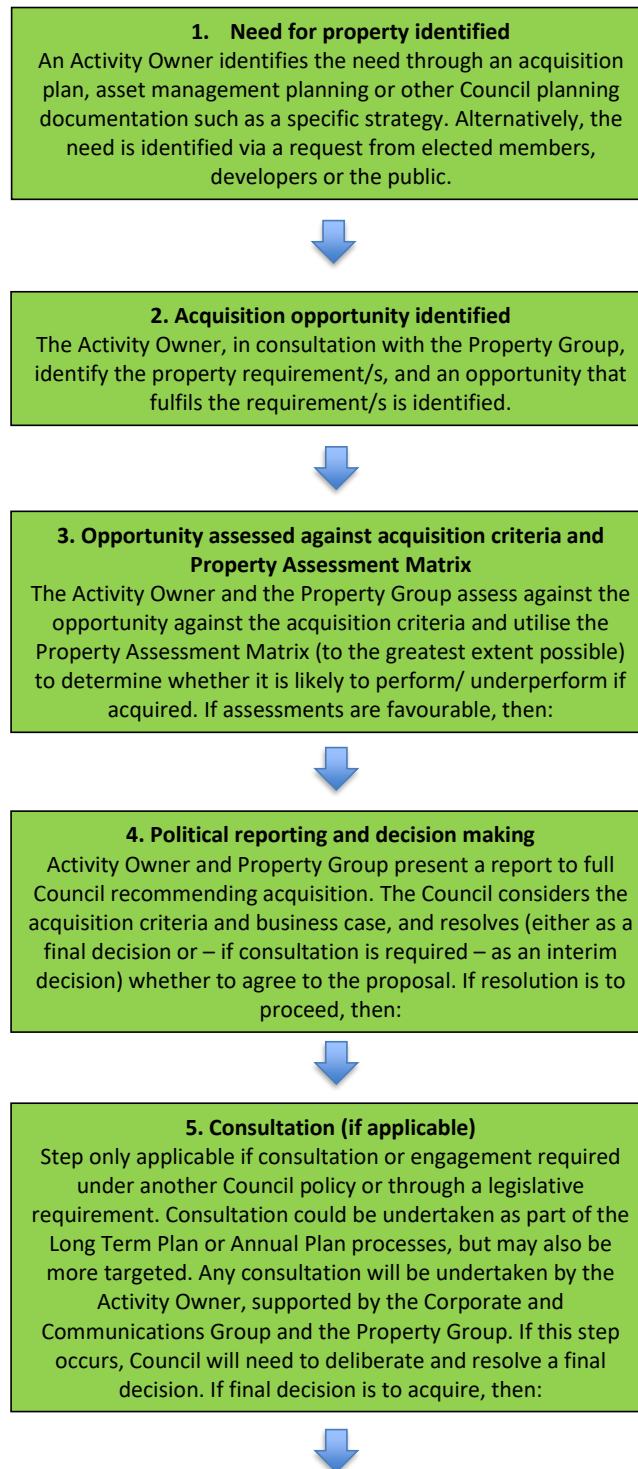 1. Need for property identified
An Activity Owner identifies the need through an acquisition
plan, asset management planning or other Council planning
documentation such as a specific strategy. Alternatively, the
need is identified via a request from elected members,
developers or the public.
2. Acquisition opportunity identified
The Activity Owner, in consultation with the Property Group,
identify the property requirement/s, and an opportunity that
fulfils the requirement/s is identified.
3. Opportunity assessed against acquisition criteria and
Property Assessment Matrix
The Activity Owner and the Property Group assess against the
opportunity against the acquisition criteria and utilise the
Property Assessment Matrix (to the greatest extent possible)
to determine whether it is likely to perform/ underperform if
acquired. If assessments are favourable, then:
4. Political reporting and decision making
Activity Owner and Property Group present a report to full
Council recommending acquisition. The Council considers the
acquisition criteria and business case, and resolves (either as a
final decision or – if consultation is required – as an interim
decision) whether to agree to the proposal. If resolution is to
proceed, then:
5. Consultation (if applicable)
Step only applicable if consultation or engagement required
under another Council policy or through a legislative
requirement. Consultation could be undertaken as part of the
Long Term Plan or Annual Plan processes, but may also be
more targeted. Any consultation will be undertaken by the
Activity Owner, supported by the Corporate and
Communications Group and the Property Group. If this step
occurs, Council will need to deliberate and resolve a final
decision. If final decision is to acquire, then: